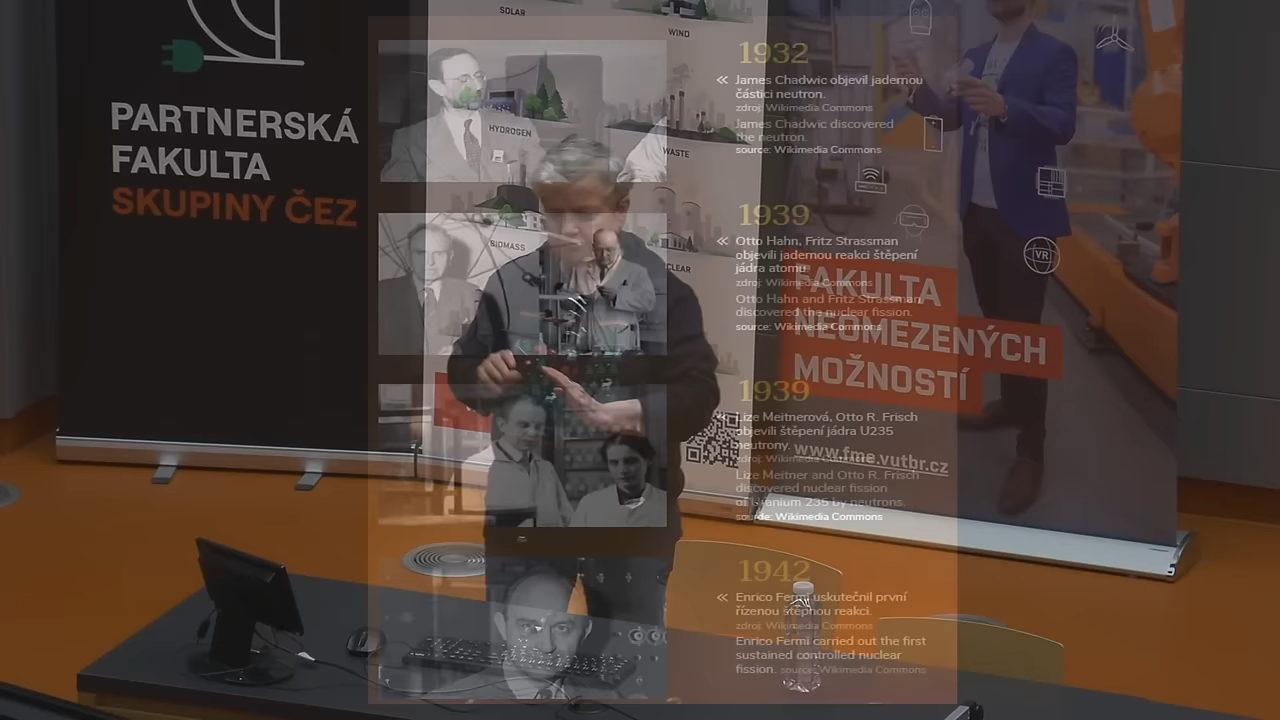 PARTNERSKÁ
FAKULTA
SKUPINY ČEZ
SOLAR
WIND
HYDROGEN
WASTE
BIOMASS
CLEAR
1932
« James Chadwic objevil jadernou
částici neutron.
zdroj: Wikimedia Commons
James Chadwic discovered
the neutron.
source: Wikimedia Commons
1939
« Otto Hahn, Fritz Strassman
objevili jadernou reakci štěpení
jádra atomu
zdroj: Wikimedia Commons
Otto Hahn and Fritz Strassman
discovered the nuclear fission.
source: Wikimedia Commons
1939
Lize Meitnerová, Otto R. Frisch
objevili štěpení jádra U235
neutrony.
zdroj: Wikimedia Commons
Lize Meitner and Otto R. Frisch
discovered nuclear fission
of Uranium 235 by neutrons.
source: Wikimedia Commons
1942
« Enrico Fermi uskutečnil první
řízenou štěpnou reakci.
zdroj: Wikimedia Commons
Enrico Fermi carried out the first
sustained controlled nuclear
fission. source: Wikimedia Commons
FAKULTA
NEOMEZENÝCH
MOŽNOSTÍ
www.fme.vutbr.cz
VR